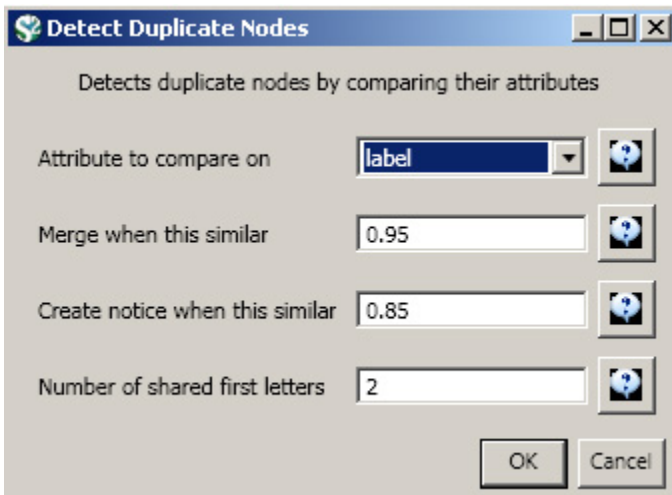 Detect Duplicate Nodes
Detects duplicate nodes by comparing their attributes
Attribute to compare on label
Merge when this similar 0.95
Create notice when this similar 0.85
Number of shared first letters 2
OK Cancel